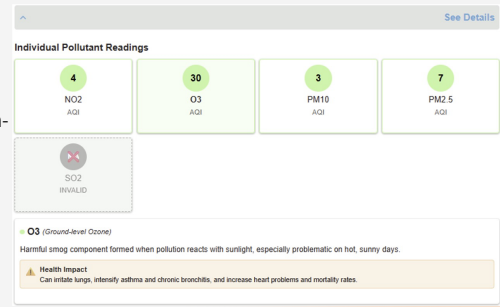 See Details
Individual Pollutant Readings
4
NO2
AQI
30
O3
AQI
3
PM10
AQI
7
PM2.5
AQI
SO2
INVALID
O3 (Ground-level Ozone)
Harmful smog component formed when pollution reacts with sunlight, especially problematic on hot, sunny days.
Health Impact
Can irritate lungs, intensify asthma and chronic bronchitis, and increase heart problems and mortality rates.